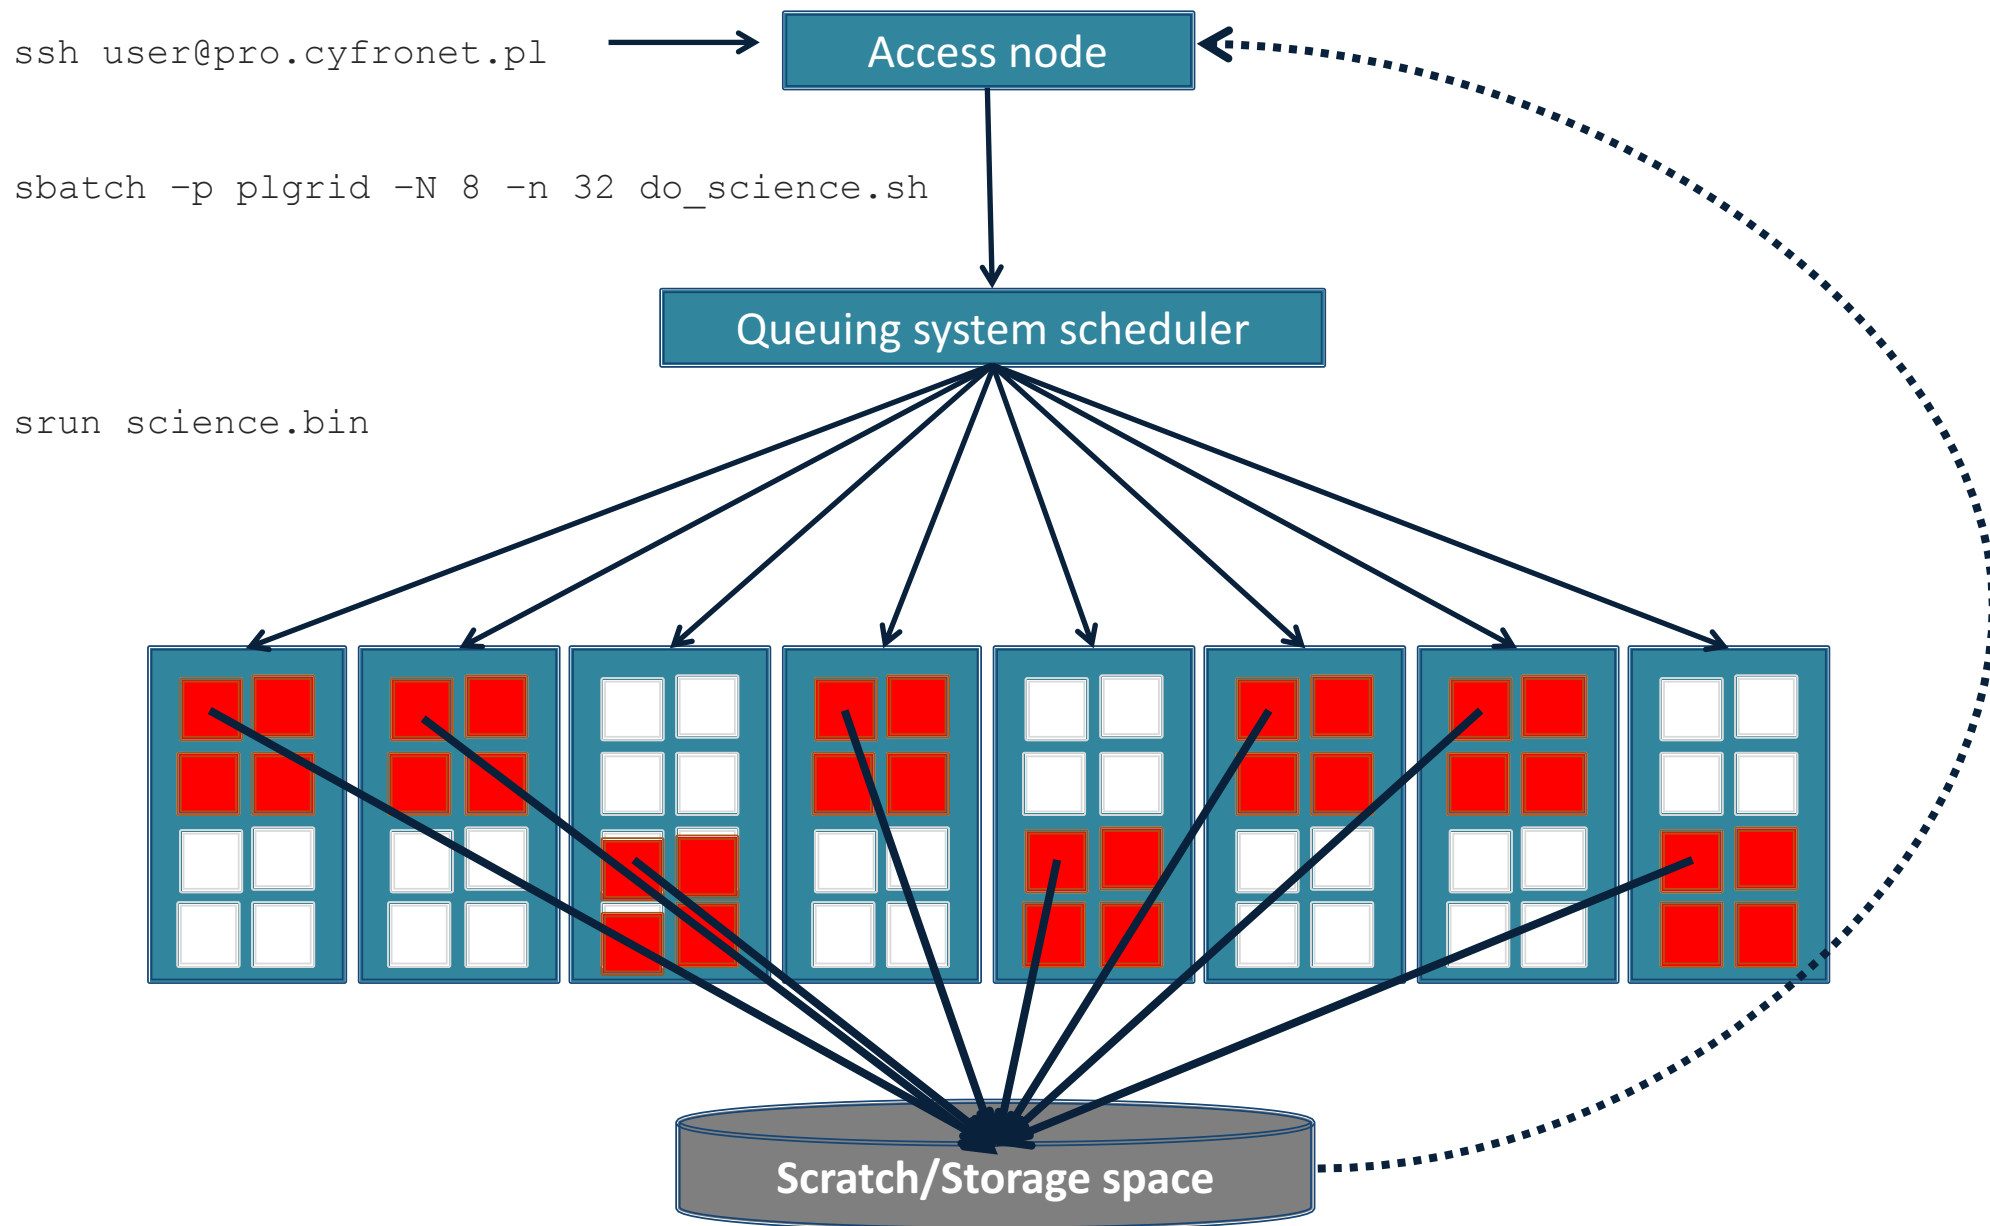 ssh user@pro.cyfronet.pl
Access node
sbatch –p plgrid –N 8 –n 32 do_science.sh
Queuing system scheduler
srun science.bin
Scratch/Storage space